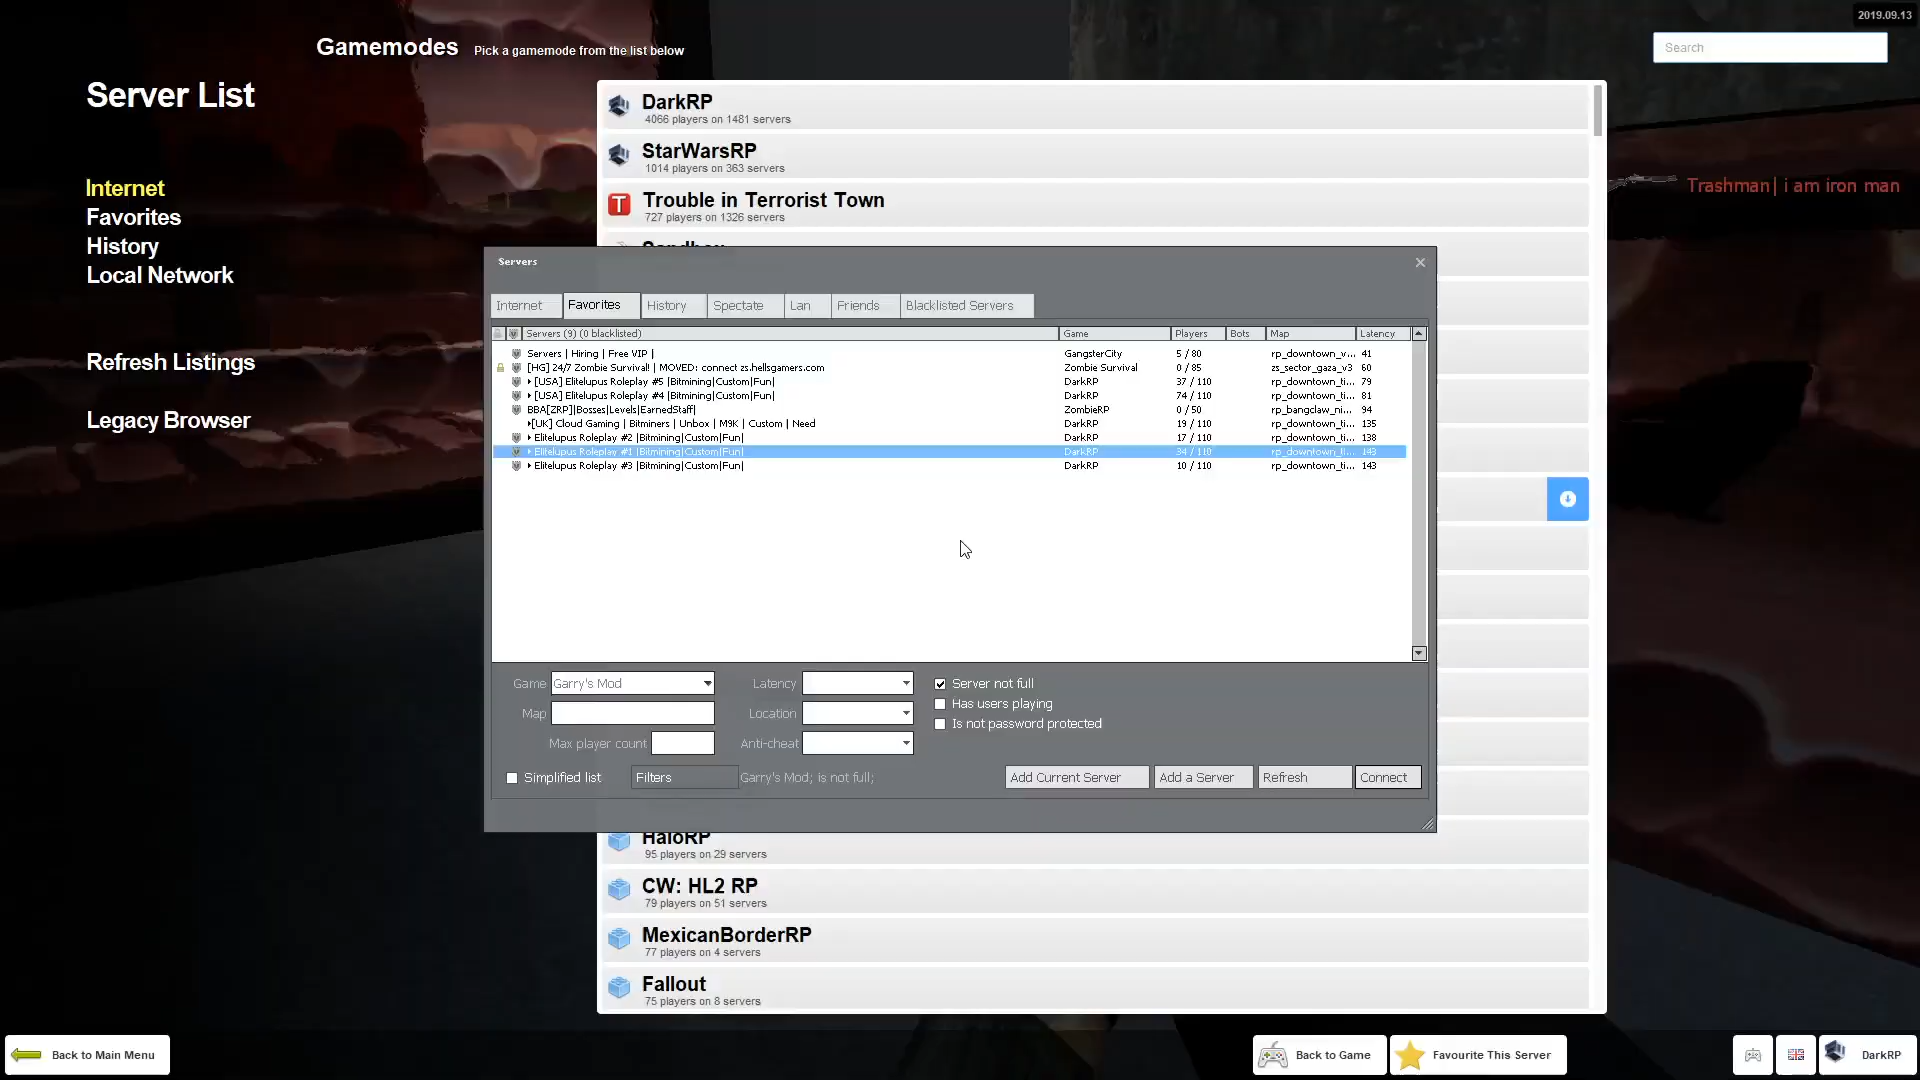 2019.09.13
Gamemodes Pick a gamemode from the list below
Search
Server List
Internet
Favorites
History
Local Network
Refresh Listings
Legacy Browser
DarkRP
4066 players on 1481 servers
StarWarsRP
1014 players on 363 servers
Trouble in Terrorist Town
727 players on 1326 servers
Sandbox
Trashman| i am iron man
Servers
Internet Favorites History Spectate Lan Friends Blacklisted Servers
Servers (9) (0 blacklisted) Game Players Bots Map Latency
Servers | Hiring | Free VIP | GangsterCity 5 / 80 rp_downtown_v... 41
[HG] 24/7 Zombie Survival! | MOVED: connect zs.hellsgamers.com Zombie Survival 0 / 85 zs_sector_gaza_v3 60
[USA] Elitelupus Roleplay #5 |Bitmining|Custom|Fun| DarkRP 37 / 110 rp_downtown_ti... 79
[USA] Elitelupus Roleplay #4 |Bitmining|Custom|Fun| DarkRP 74 / 110 rp_downtown_ti... 81
BBA[ZRP]|Bosses|Levels|EarnedStaff| ZombieRP 0 / 50 rp_bangclaw_ni... 94
[UK] Cloud Gaming | Bitminers | Unbox | M9K | Custom | Need DarkRP 19 / 110 rp_downtown_ti... 135
Elitelupus Roleplay #2 |Bitmining|Custom|Fun| DarkRP 17 / 110 rp_downtown_ti... 138
Elitelupus Roleplay #1 |Bitmining|Custom|Fun| DarkRP 34 / 110 rp_downtown_ti... 143
Elitelupus Roleplay #3 |Bitmining|Custom|Fun| DarkRP 10 / 110 rp_downtown_ti... 143
Game Garry's Mod Latency Server not full
Map Location Has users playing
Is not password protected
Max player count Anti-cheat
Simplified list Filters Garry's Mod; is not full; Add Current Server Add a Server Refresh Connect
HaloRP
95 players on 29 servers
CW: HL2 RP
79 players on 51 servers
MexicanBorderRP
77 players on 4 servers
Fallout
75 players on 8 servers
Back to Main Menu Back to Game Favourite This Server DarkRP